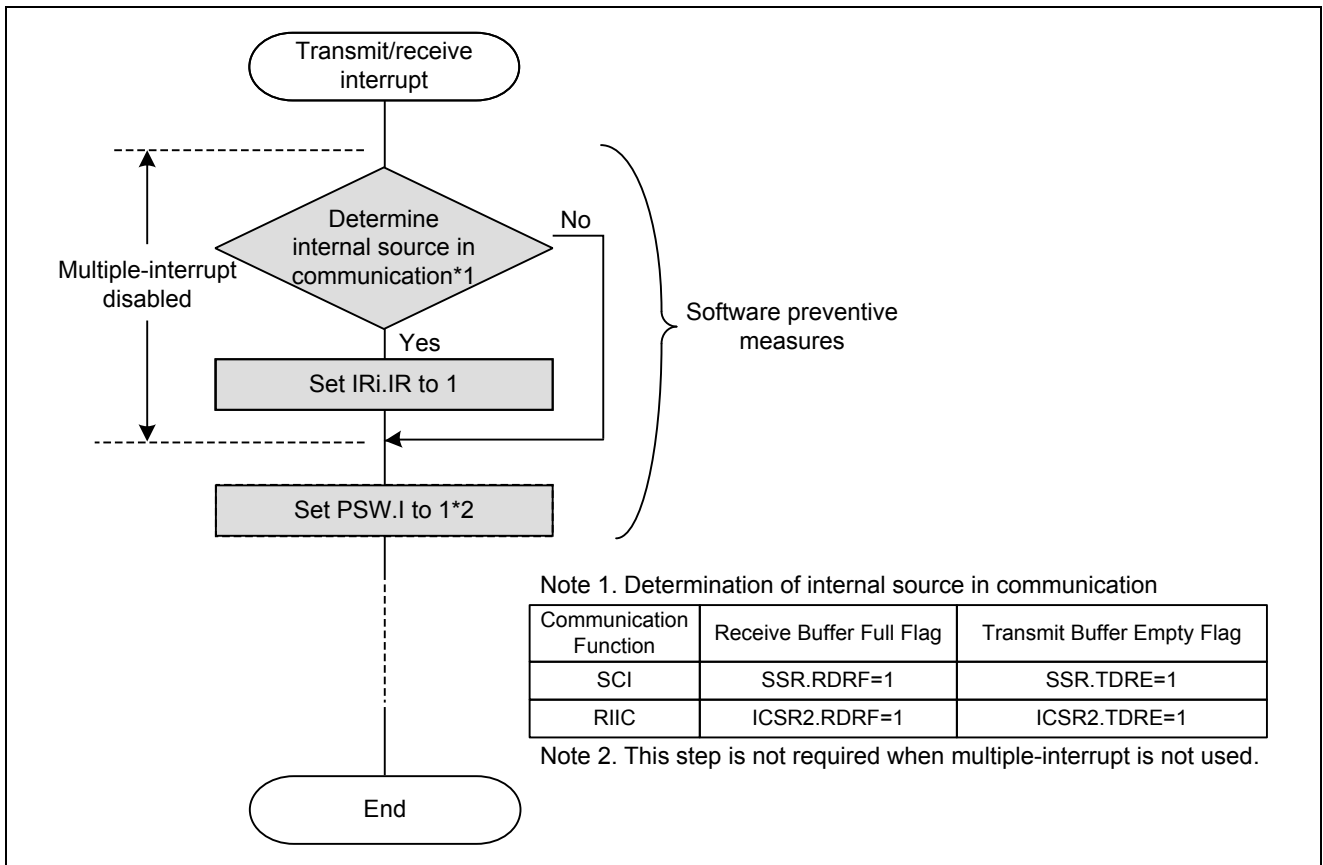 Transmit/receive
interrupt
Determine
internal source in
communication*1
No
Multiple-interrupt
disabled
Yes
Software preventive
measures
Set IRi.IR to 1
Set PSW.I to 1*2
Note 1. Determination of internal source in communication
Communication
Function
Receive Buffer Full Flag
Transmit Buffer Empty Flag
SCI
SSR.RDRF=1
SSR.TDRE=1
RIIC
ICSR2.RDRF=1
ICSR2.TDRE=1
Note 2. This step is not required when multiple-interrupt is not used.
End